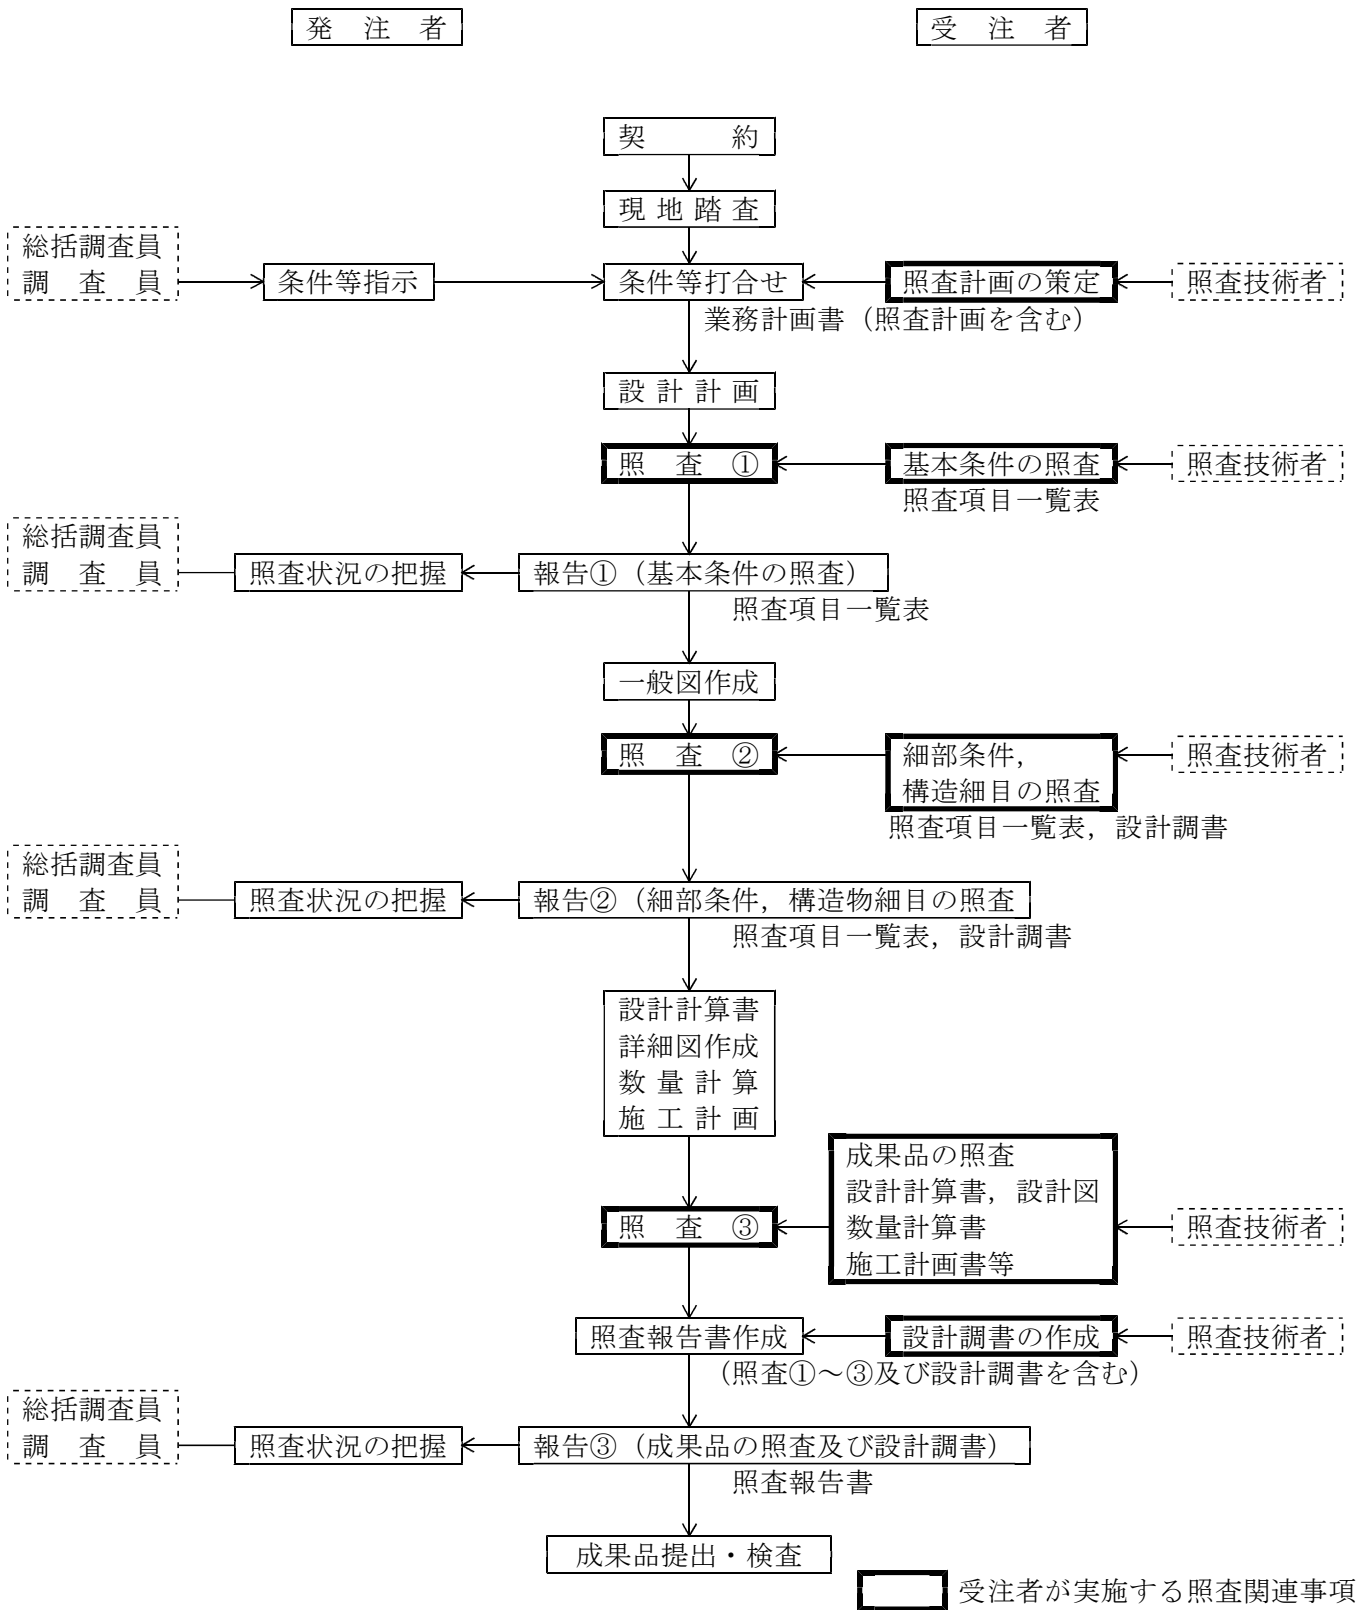 発注者
受注者
契約
現地踏査
総括調査員
調査員
条件等指示
条件等打合せ
照査計画の策定
照査技術者
業務計画書（照査計画を含む）
設計計画
照査①
基本条件の照査
照査技術者
照査項目一覧表
総括調査員
調査員
照査状況の把握
報告①（基本条件の照査）
照査項目一覧表
一般図作成
照査②
細部条件，
構造細目の照査
照査技術者
照査項目一覧表，設計調書
総括調査員
調査員
照査状況の把握
報告②（細部条件，構造物細目の照査
照査項目一覧表，設計調書
設計計算書
詳細図作成
数量計算
施工計画
成果品の照査
設計計算書，設計図
数量計算書
施工計画書等
照査③
照査技術者
照査報告書作成
設計調書の作成
照査技術者
（照査①～③及び設計調書を含む）
総括調査員
調査員
照査状況の把握
報告③（成果品の照査及び設計調書）
照査報告書
成果品提出・検査
受注者が実施する照査関連事項